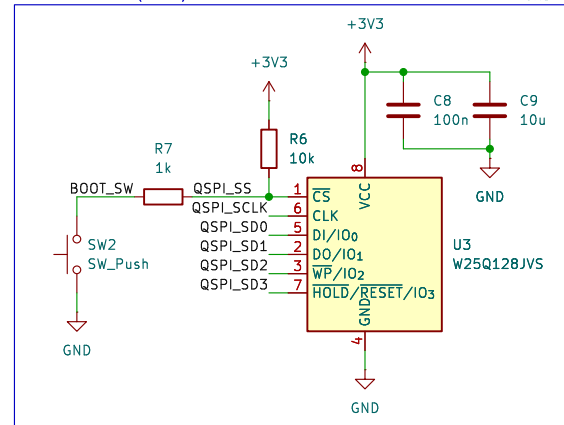 +3V3
+3V3
C8
100n
C9
10u
GND
R6
10k
R7
1k
BOOT_SW
QSPI_SS
QSPI_SCLK
QSPI_SD0
QSPI_SD1
QSPI_SD2
QSPI_SD3
1
6
5
2
3
7
8
4
CS
CLK
DI/IO0
DO/IO1
WP/IO2
HOLD/RESET/IO3
VCC
GND
U3
W25Q128JVS
SW2
SW_Push
GND
GND